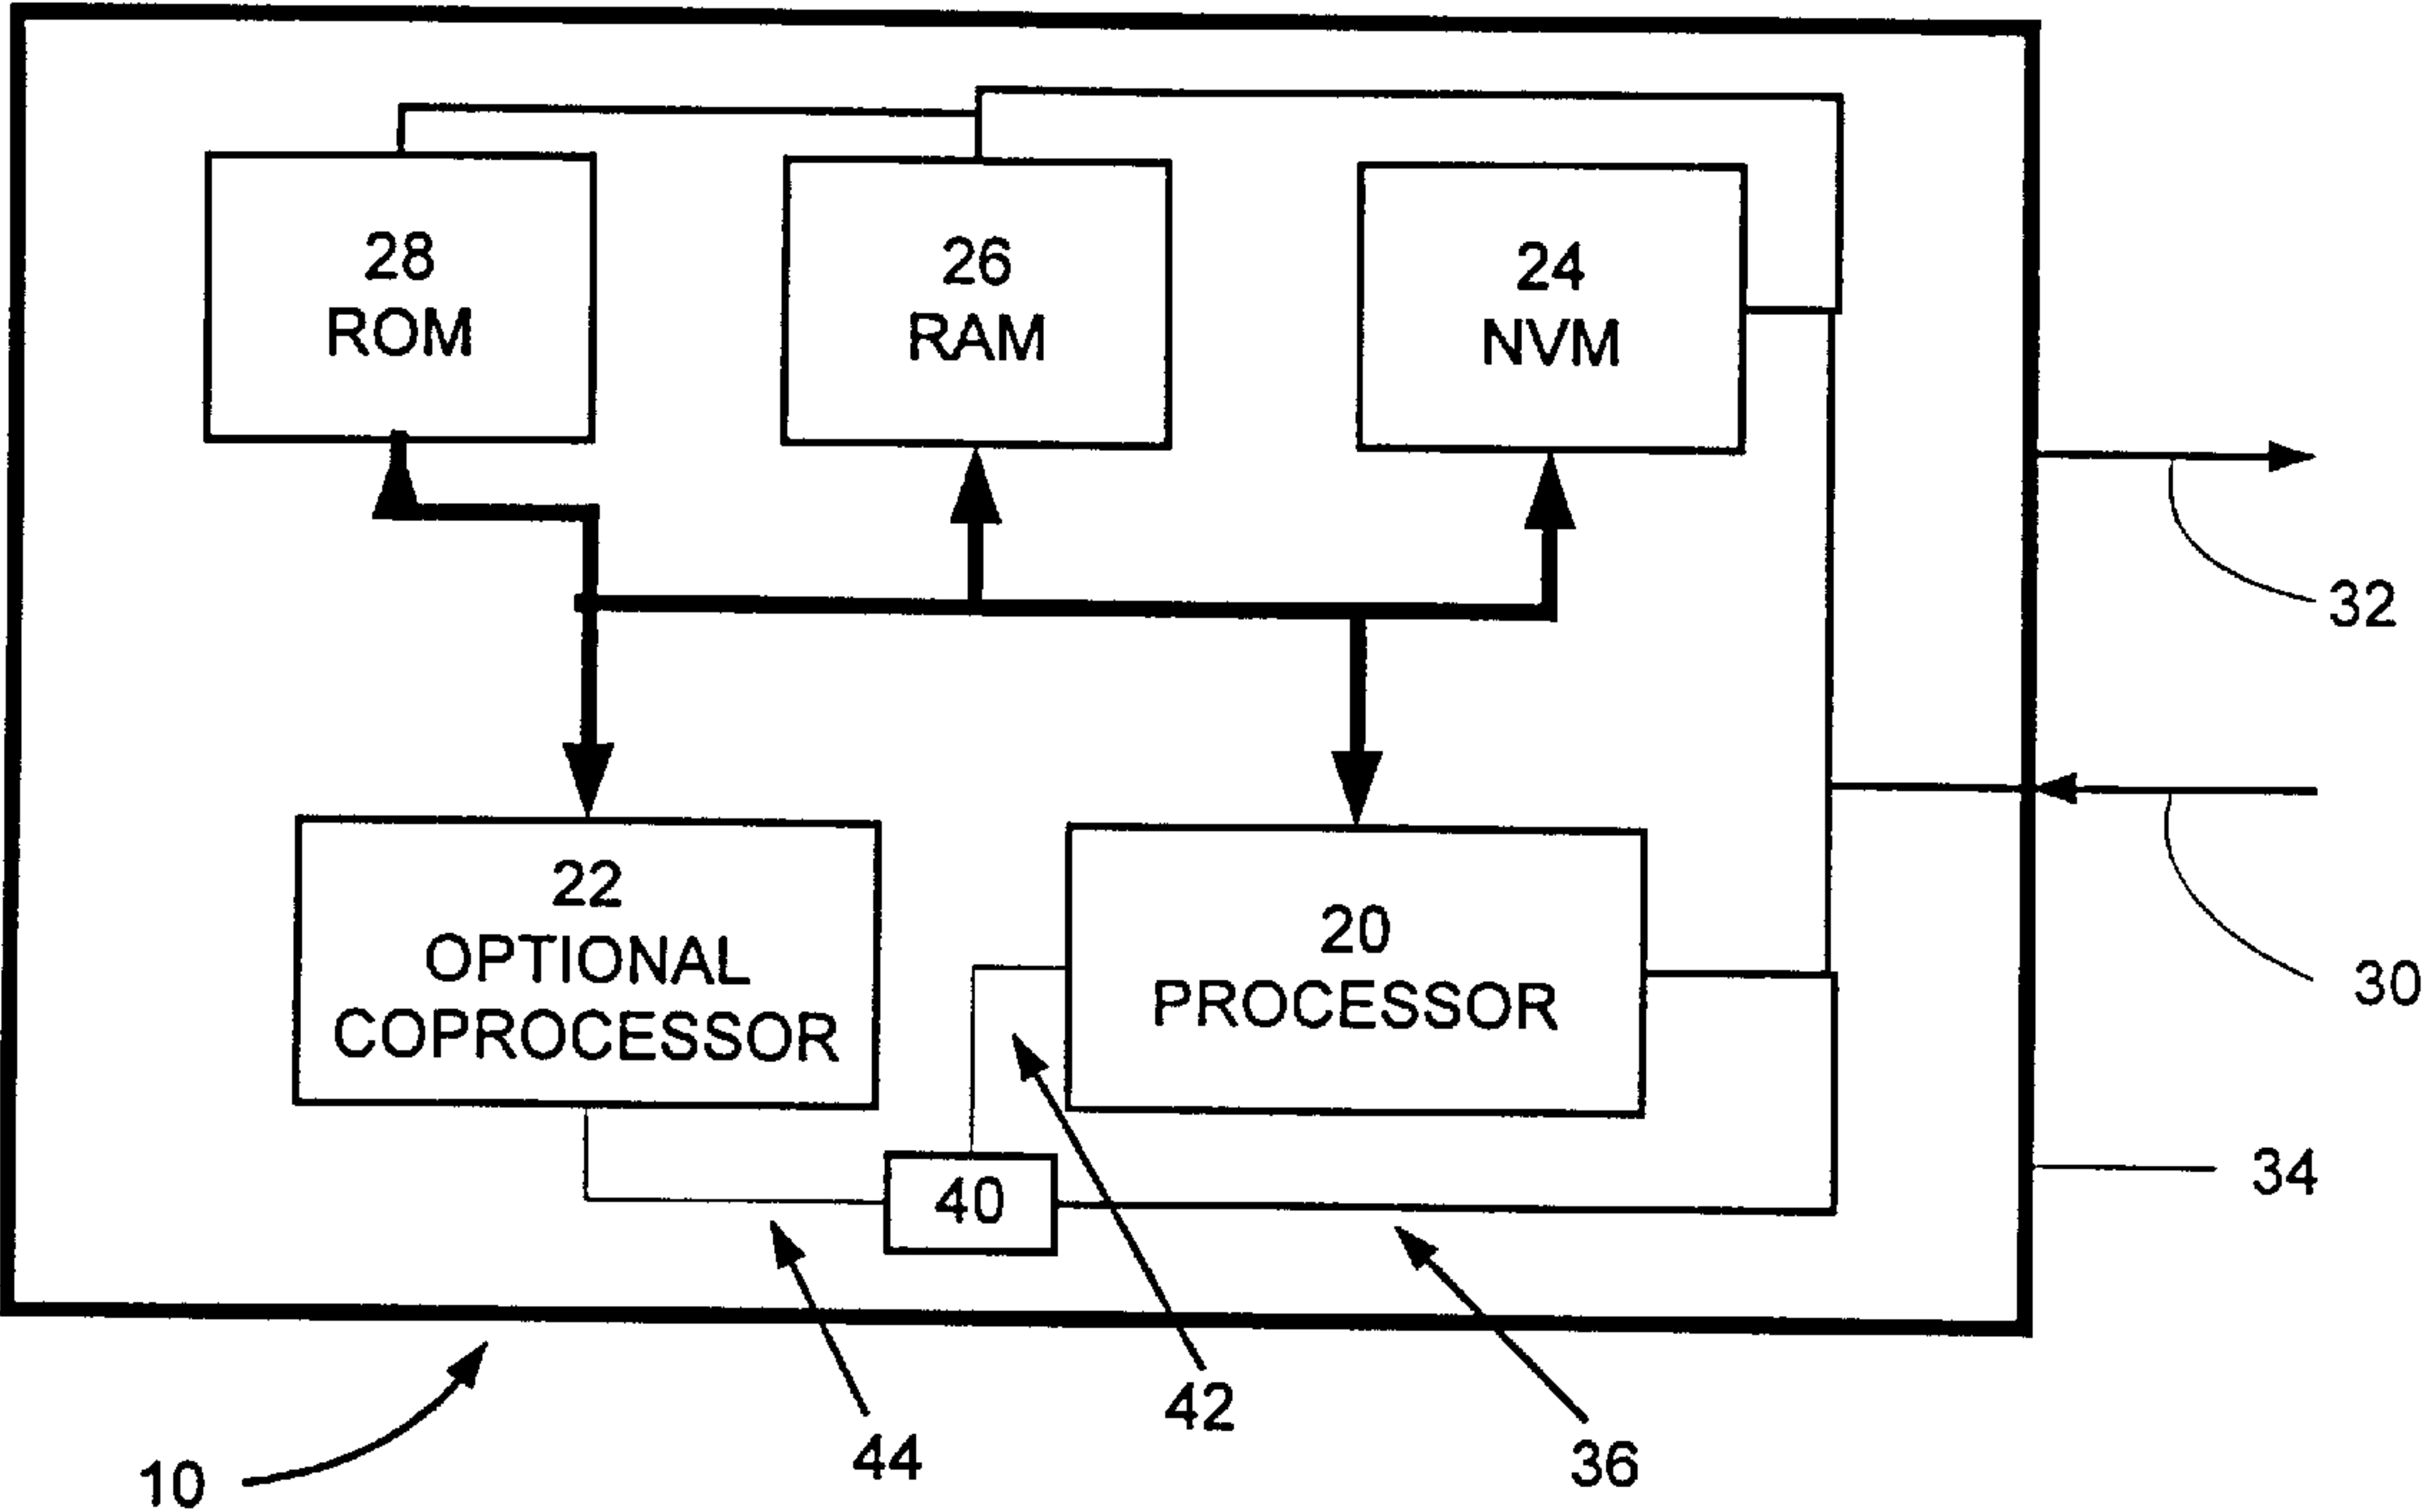 28
ROM
26
RAM
24
NVM
32
22
OPTIONAL
COPROCESSOR
20
PROCESSOR
30
40
34
42
44
36
10